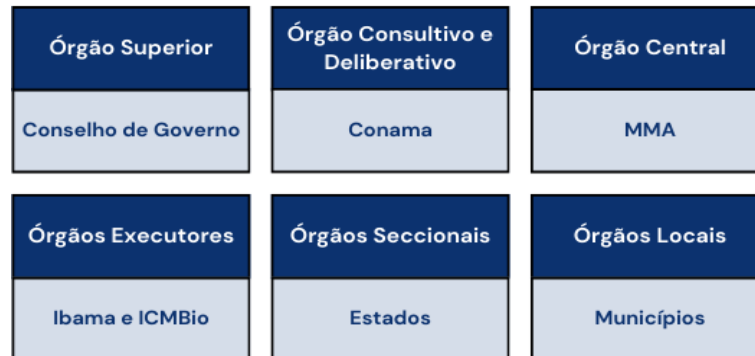 Órgão Superior
Órgão Consultivo e
Deliberativo
Órgão Central
Conselho de Governo
Conama
MMA
Órgãos Executores
Órgãos Seccionais
Órgãos Locais
Ibama e ICMBio
Estados
Municípios